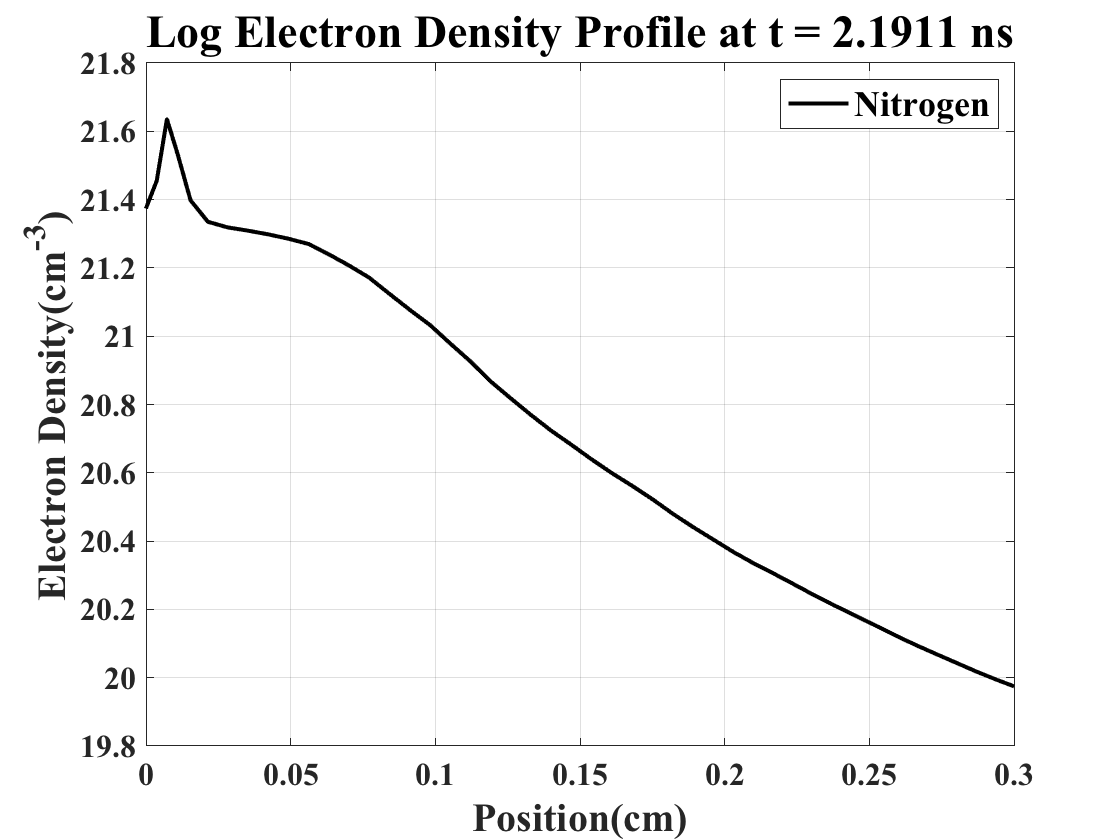 Log Electron Density Profile at t = 2.1911 ns
Nitrogen
Electron Density(cm^-3)
21.8
21.6
21.4
21.2
21
20.8
20.6
20.4
20.2
20
19.8
0 0.05 0.1 0.15 0.2 0.25 0.3
Position(cm)